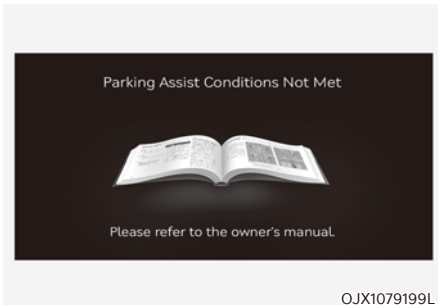 Parking Assist Conditions Not Met
Please refer to the owner's manual.
OJX1079199L